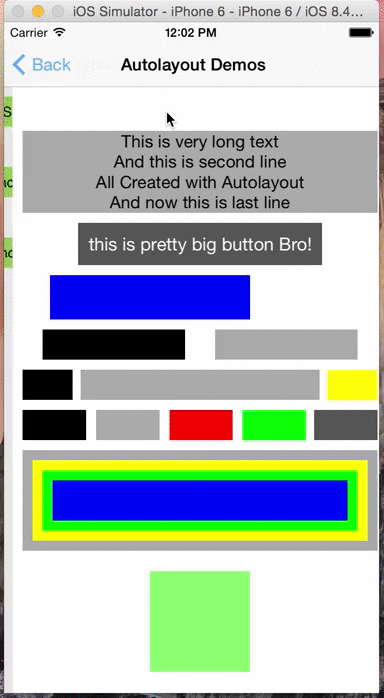 iOS Simulator - iPhone 6 - iPhone 6 / iOS 8.4...
Carrier 12:02 PM
Back Autolayout Demos
This is very long text
And this is second line
All Created with Autolayout
And now this is last line
this is pretty big button Bro!